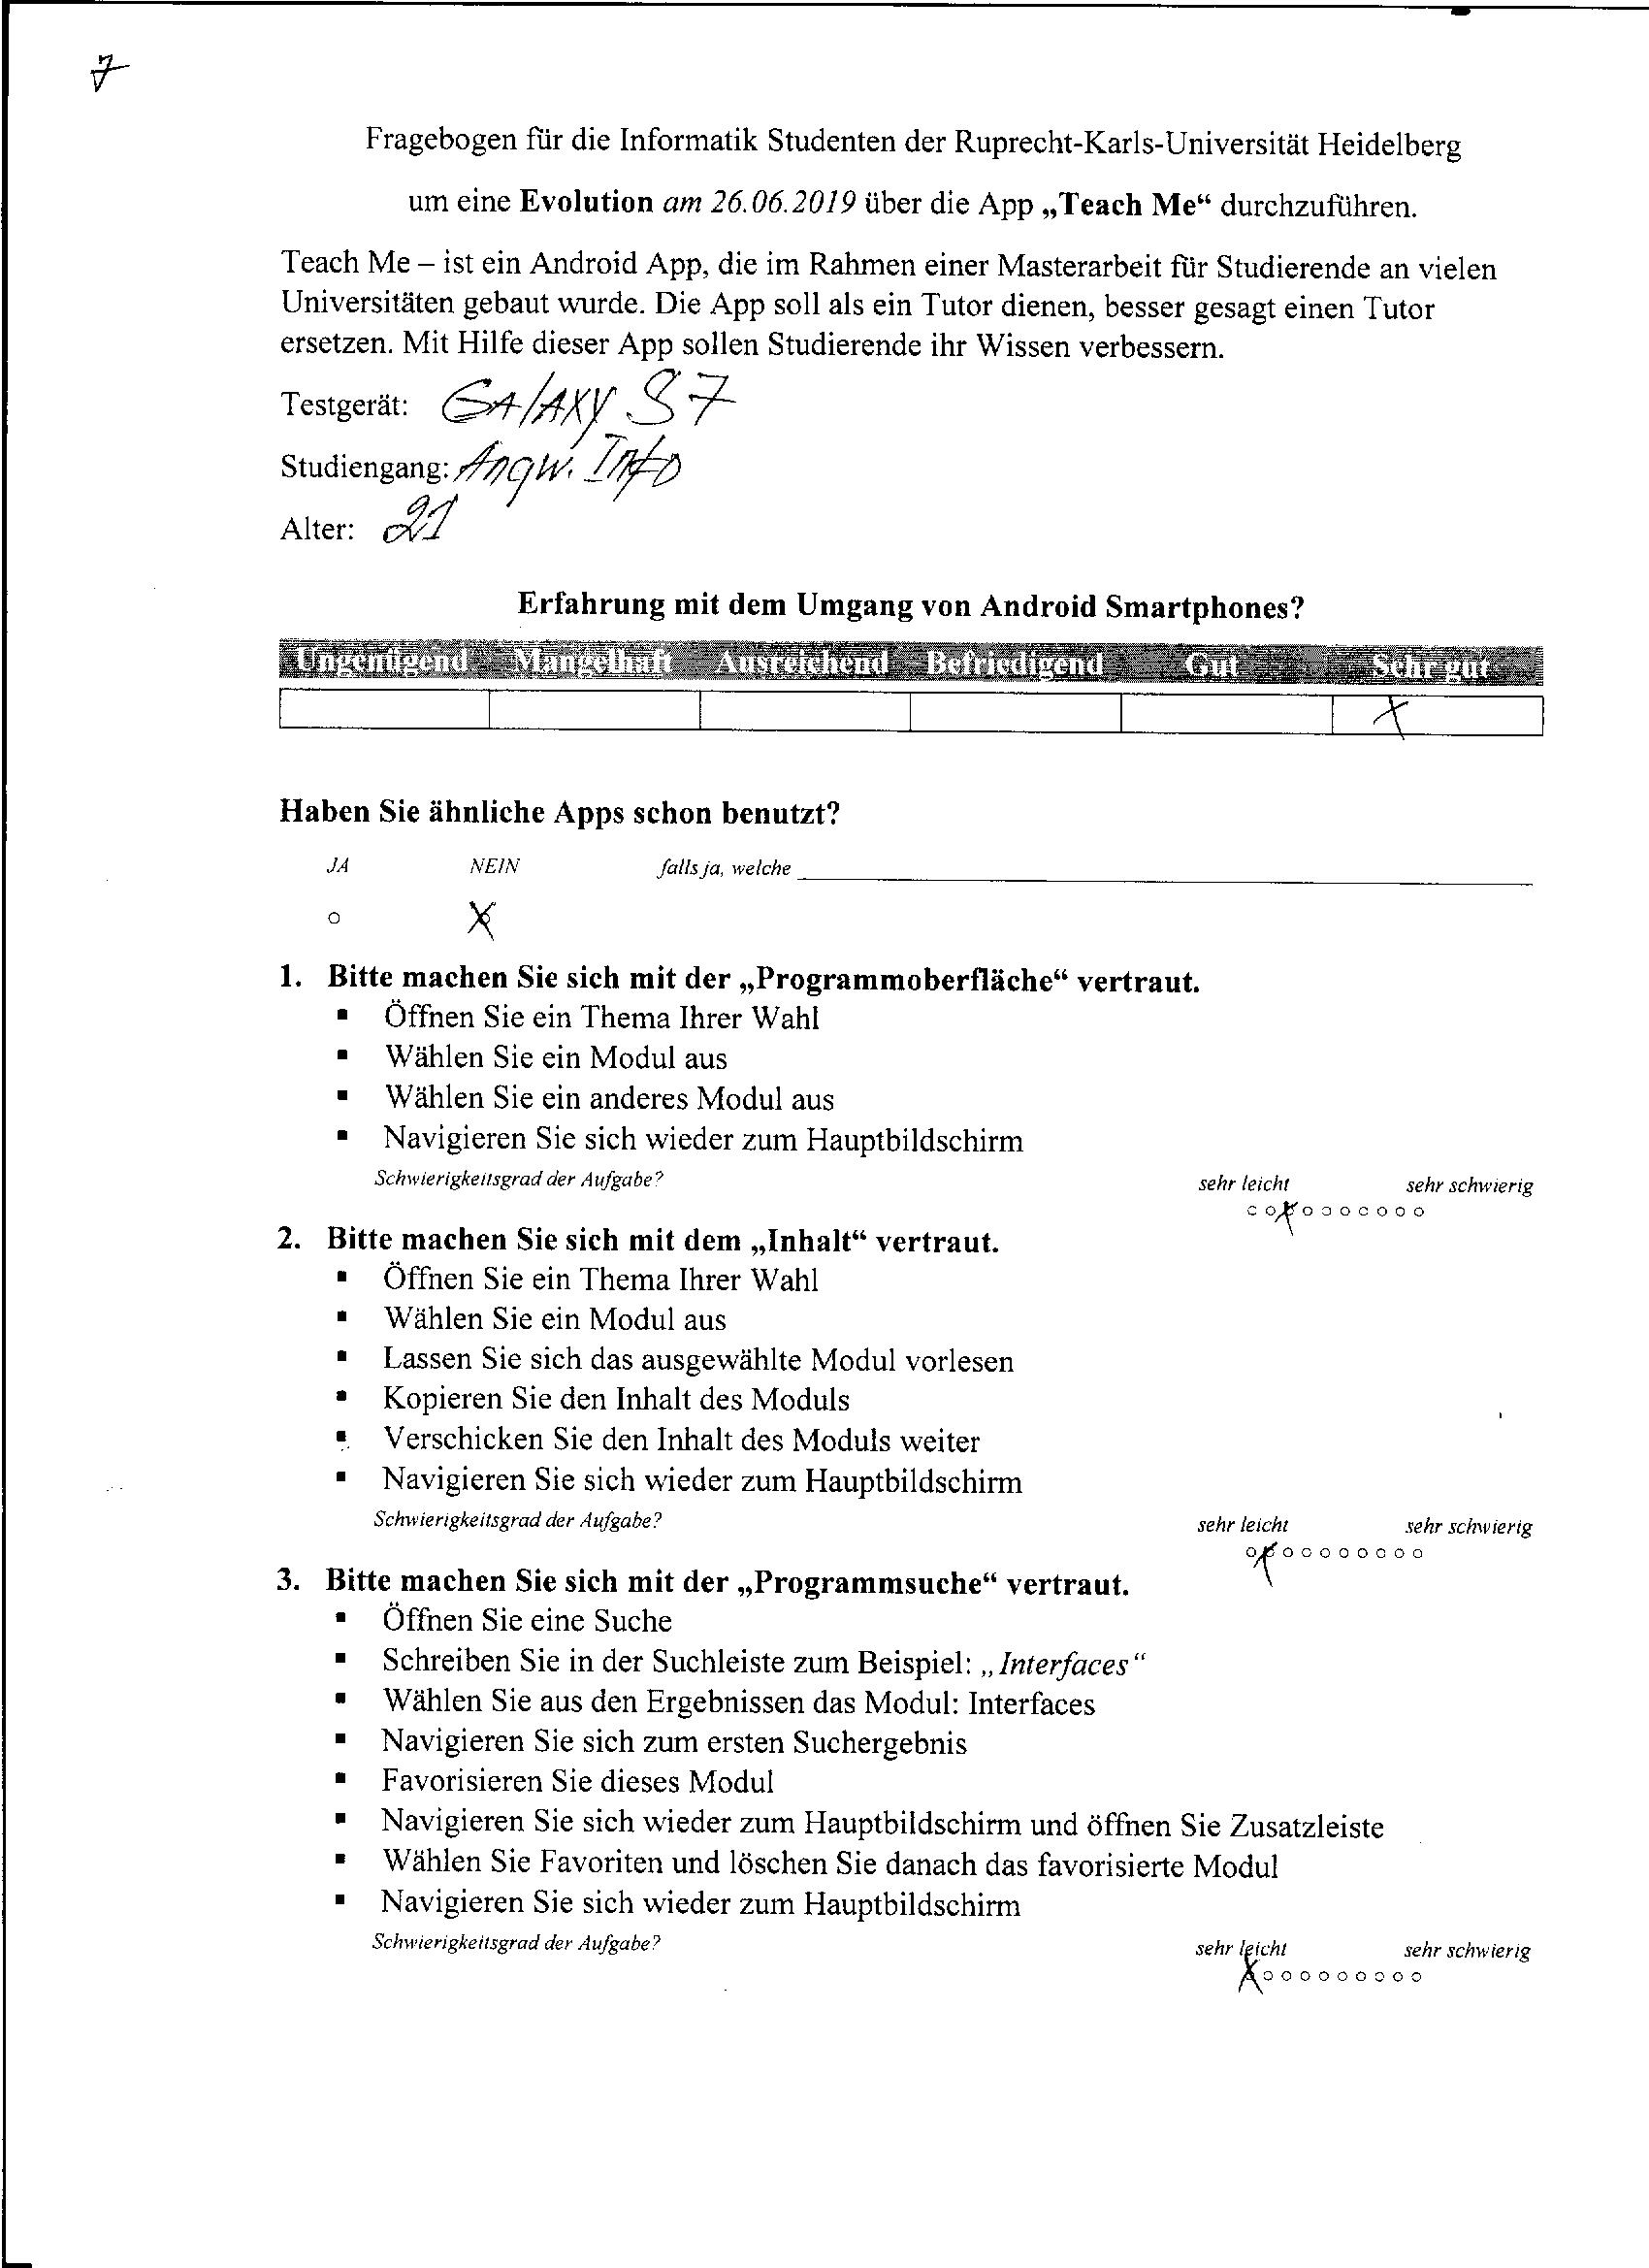 7
Fragebogen für die Informatik Studenten der Ruprecht-Karls-Universität Heidelberg
um eine Evolution am 26.06.2019 über die App „Teach Me“ durchzuführen.
Teach Me – ist ein Android App, die im Rahmen einer Masterarbeit für Studierende an vielen
Universitäten gebaut wurde. Die App soll als ein Tutor dienen, besser gesagt einen Tutor
ersetzen. Mit Hilfe dieser App sollen Studierende ihr Wissen verbessern.
Testgerät: GALAXY S7
Studiengang: Angw. Info
Alter: 21
Erfahrung mit dem Umgang von Android Smartphones?
Ungenügend Mangelhaft Ausreichend Befriedigend Gut Sehr gut
X
Haben Sie ähnliche Apps schon benutzt?
JA NEIN falls ja, welche
○ X
1. Bitte machen Sie sich mit der „Programmoberfläche“ vertraut.
▪ Öffnen Sie ein Thema Ihrer Wahl
▪ Wählen Sie ein Modul aus
▪ Wählen Sie ein anderes Modul aus
▪ Navigieren Sie sich wieder zum Hauptbildschirm
Schwierigkeitsgrad der Aufgabe? sehr leicht sehr schwierig
○ ○ X ○ ○ ○ ○ ○ ○ ○
2. Bitte machen Sie sich mit dem „Inhalt“ vertraut.
▪ Öffnen Sie ein Thema Ihrer Wahl
▪ Wählen Sie ein Modul aus
▪ Lassen Sie sich das ausgewählte Modul vorlesen
▪ Kopieren Sie den Inhalt des Moduls
▪ Verschicken Sie den Inhalt des Moduls weiter
▪ Navigieren Sie sich wieder zum Hauptbildschirm
Schwierigkeitsgrad der Aufgabe? sehr leicht sehr schwierig
○ X ○ ○ ○ ○ ○ ○ ○ ○
3. Bitte machen Sie sich mit der „Programmsuche“ vertraut.
▪ Öffnen Sie eine Suche
▪ Schreiben Sie in der Suchleiste zum Beispiel: „Interfaces“
▪ Wählen Sie aus den Ergebnissen das Modul: Interfaces
▪ Navigieren Sie sich zum ersten Suchergebnis
▪ Favorisieren Sie dieses Modul
▪ Navigieren Sie sich wieder zum Hauptbildschirm und öffnen Sie Zusatzleiste
▪ Wählen Sie Favoriten und löschen Sie danach das favorisierte Modul
▪ Navigieren Sie sich wieder zum Hauptbildschirm
Schwierigkeitsgrad der Aufgabe? sehr leicht sehr schwierig
X ○ ○ ○ ○ ○ ○ ○ ○ ○